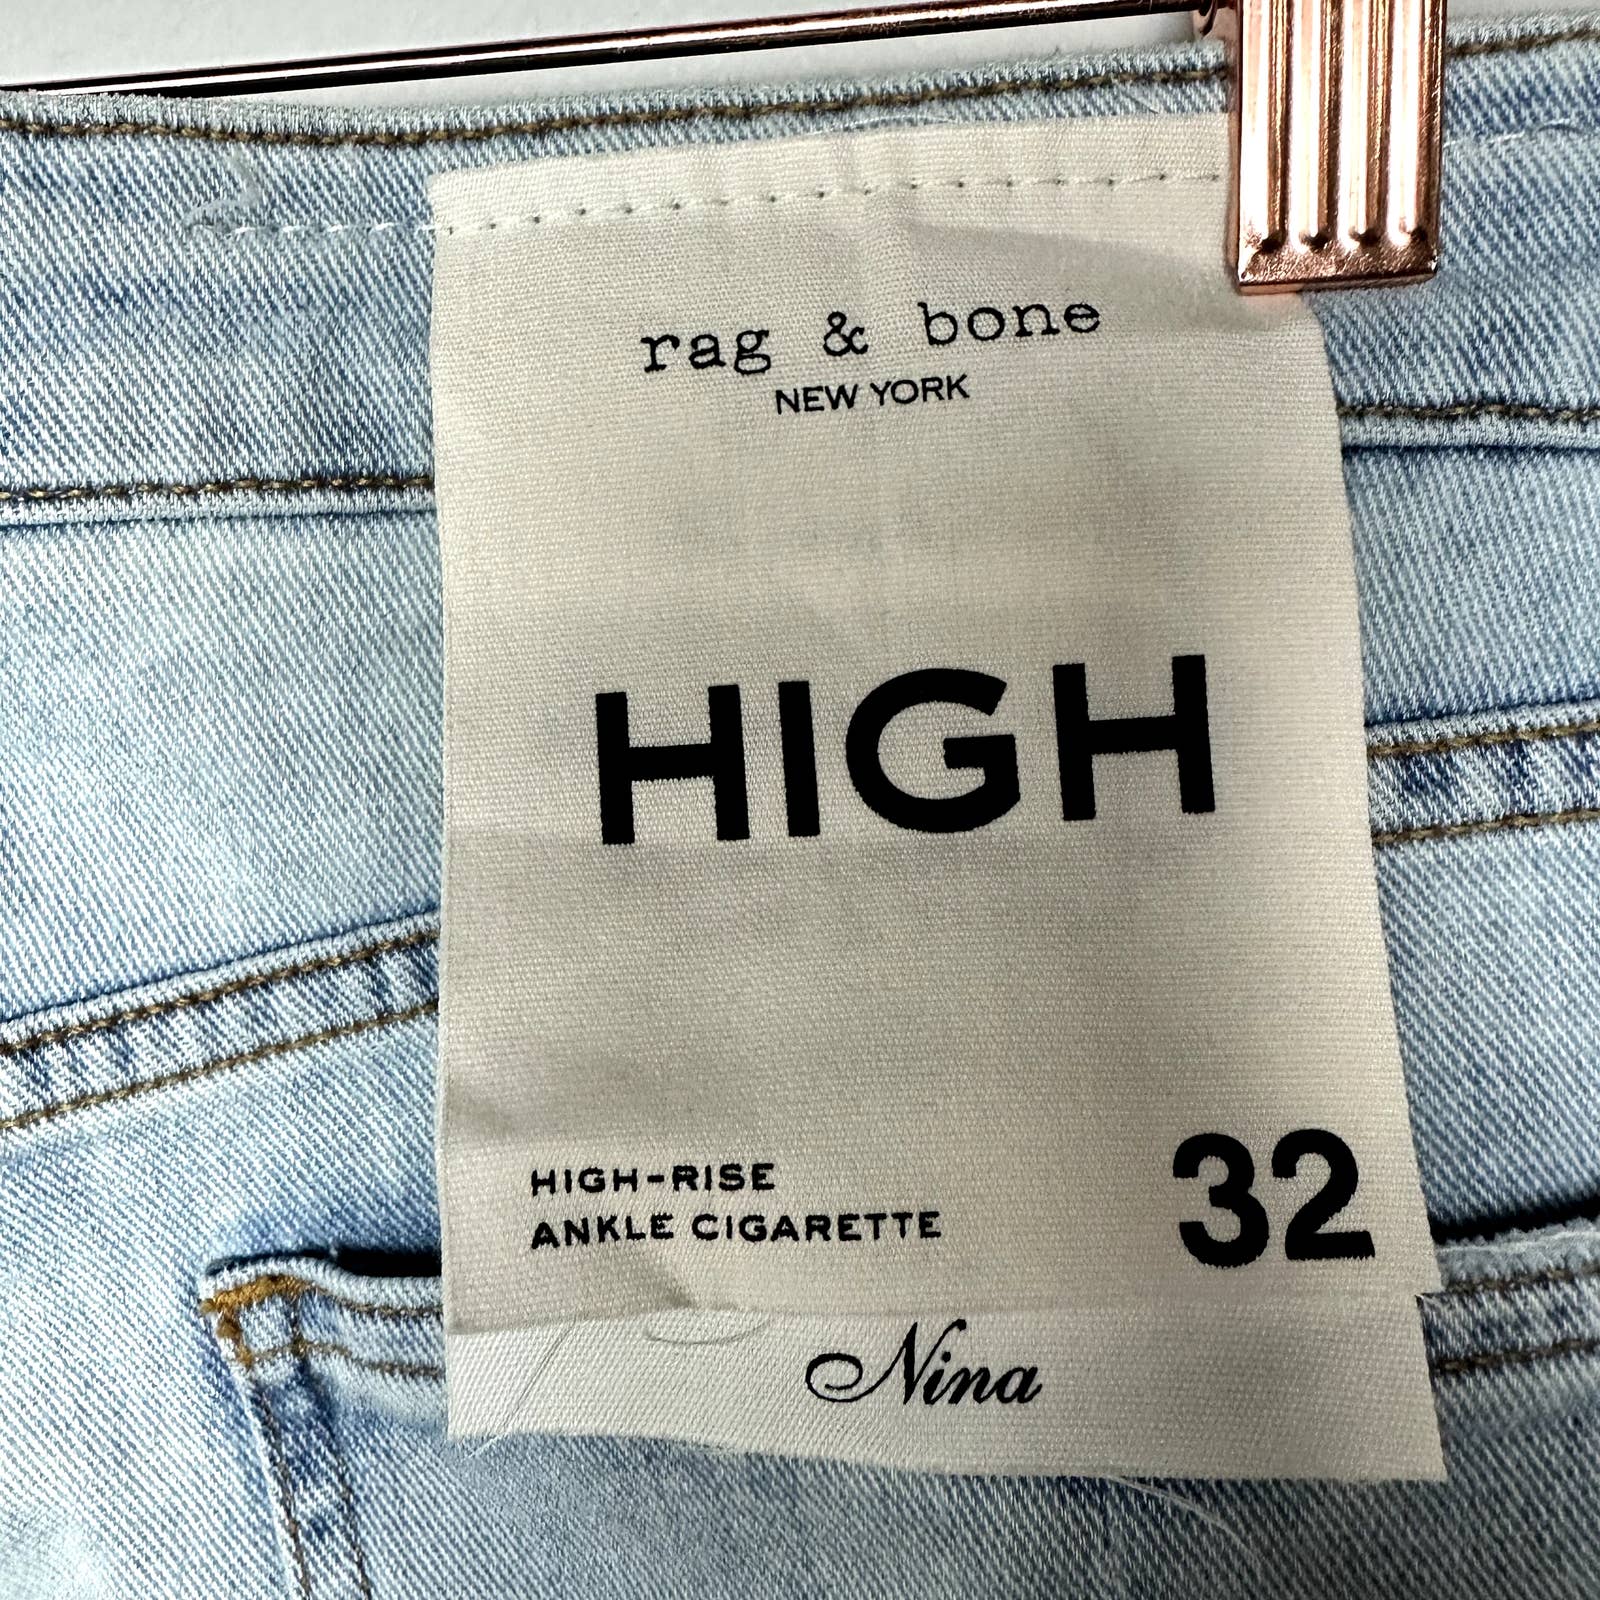 rag & bone
NEW YORK
HIGH
HIGH-RISE
ANKLE CIGARETTE
32
Nina